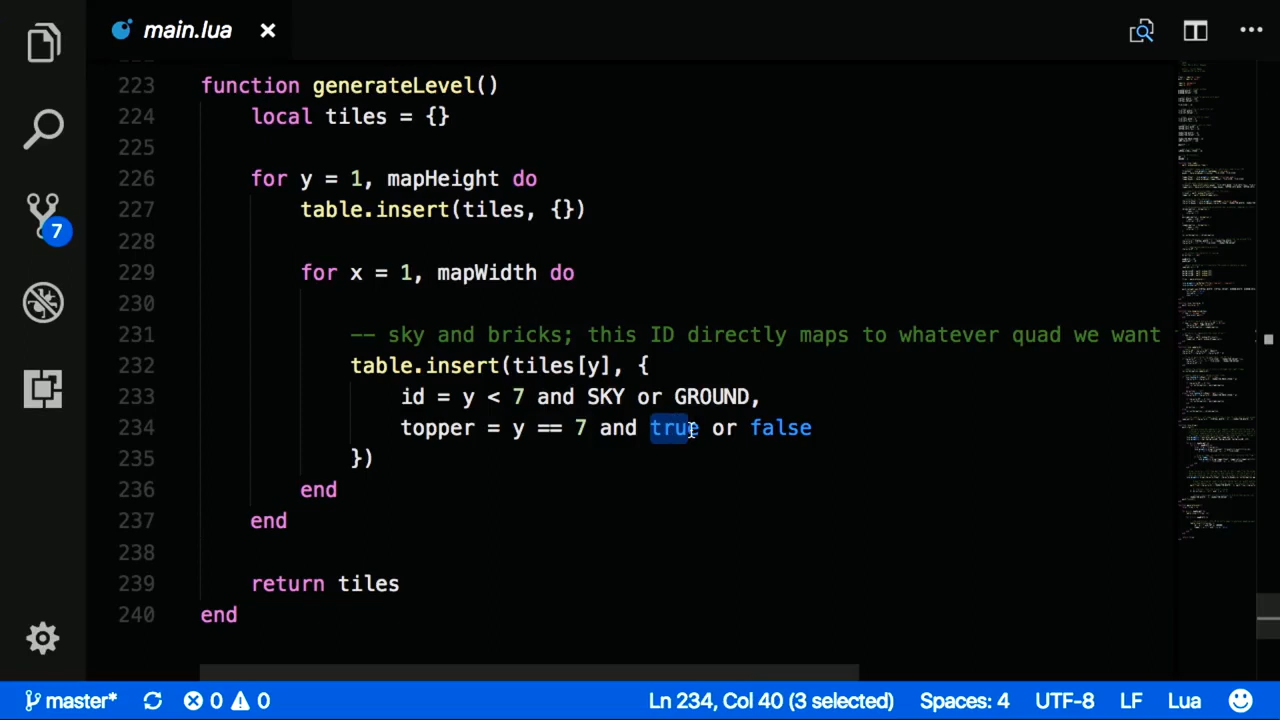 main.lua
223 function generateLevel()
224 local tiles = {}
225
226 for y = 1, mapHeight do
227 table.insert(tiles, {})
228
229 for x = 1, mapWidth do
230
231 -- sky and bricks; this ID directly maps to whatever quad we want
232 table.insert(tiles[y], {
233 id = y < 7 and SKY or GROUND,
234 topper = y == 7 and true or false
235 })
236 end
237 end
238
239 return tiles
240 end
7
master* 0 0 Ln 234, Col 40 (3 selected) Spaces: 4 UTF-8 LF Lua